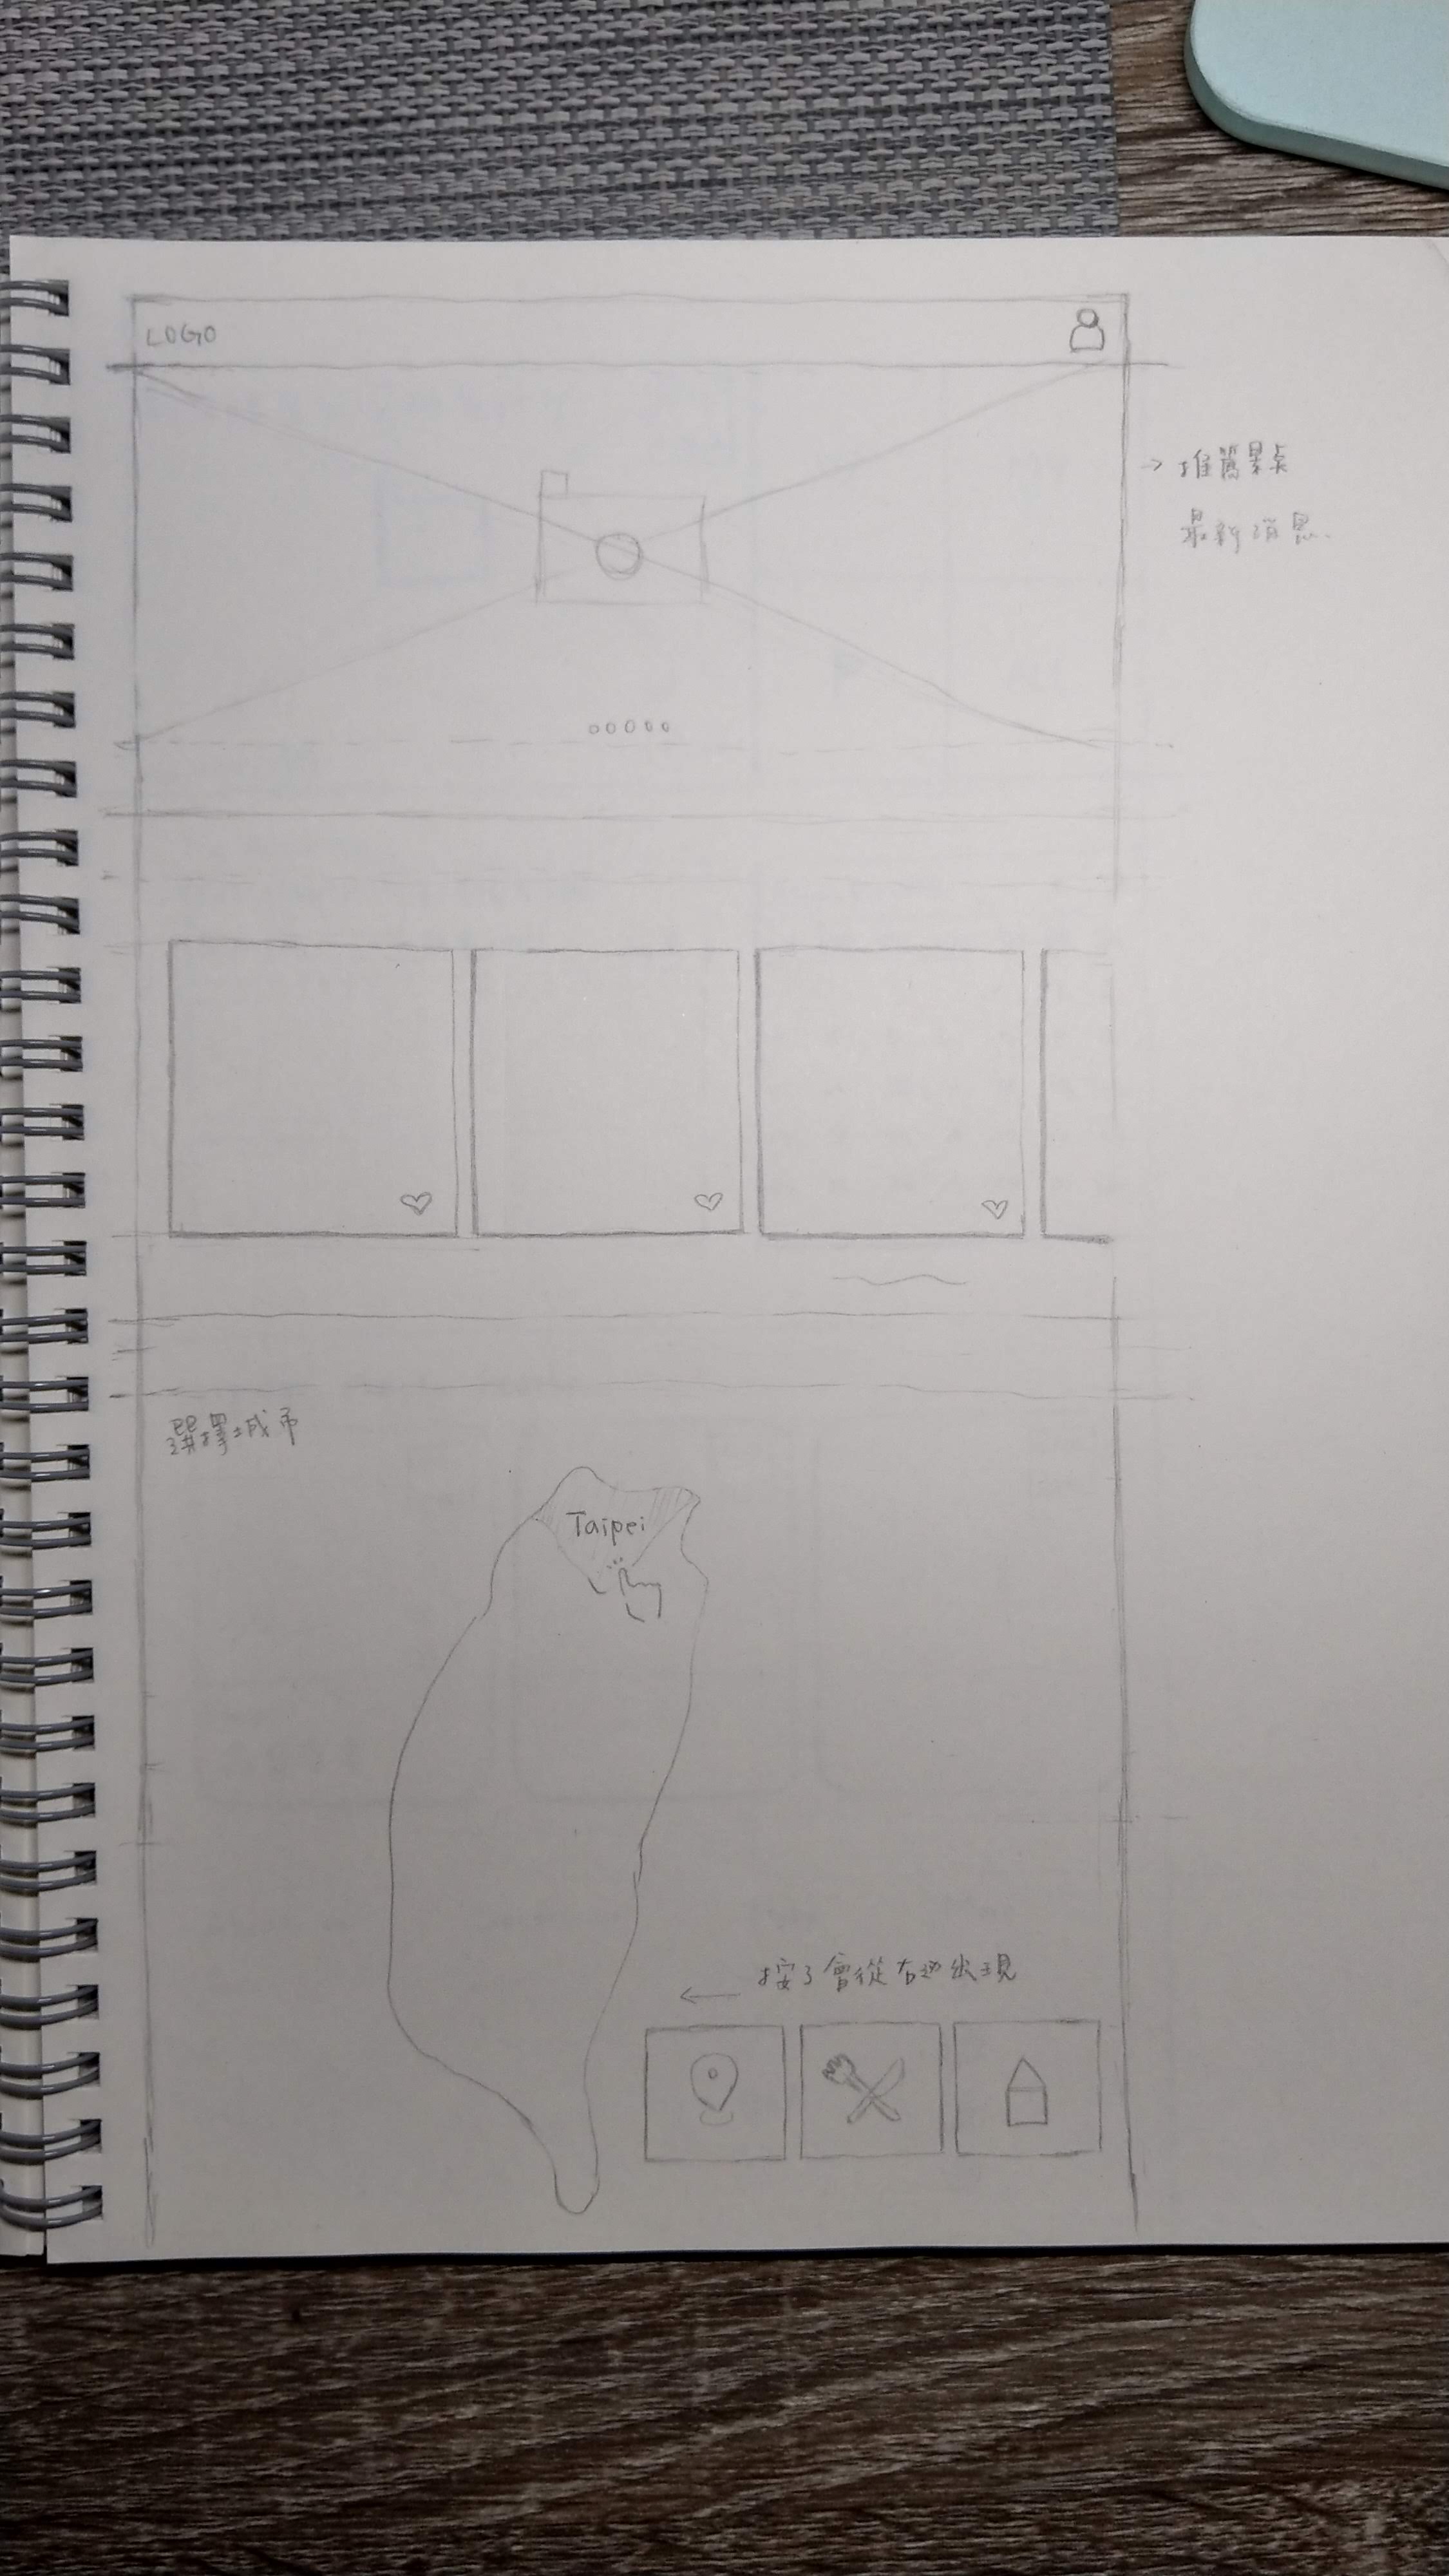 LOGO
→ 推薦景點
最新消息
選擇城市
Taipei
按了會從右邊出現